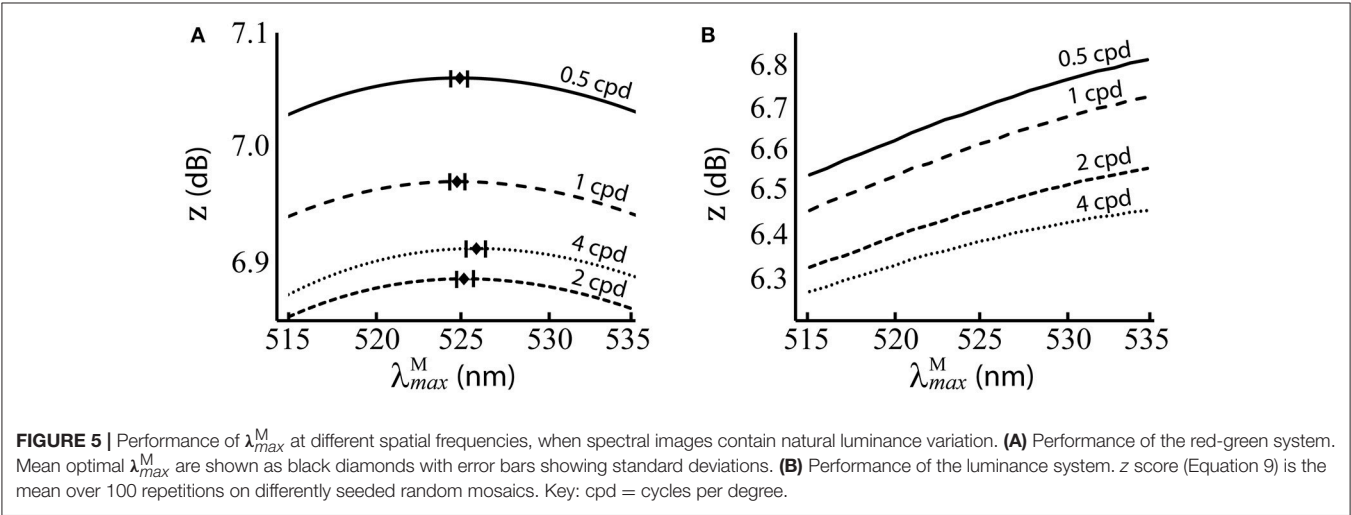 A
7.1
7.0
6.9
z (dB)
0.5 cpd
1 cpd
4 cpd
2 cpd
515 520 525 530 535
λ^M_max (nm)
B
6.8
6.7
6.6
6.5
6.4
6.3
z (dB)
0.5 cpd
1 cpd
2 cpd
4 cpd
515 520 525 530 535
λ^M_max (nm)
FIGURE 5 | Performance of λ^M_max at different spatial frequencies, when spectral images contain natural luminance variation. (A) Performance of the red-green system.
Mean optimal λ^M_max are shown as black diamonds with error bars showing standard deviations. (B) Performance of the luminance system. z score (Equation 9) is the
mean over 100 repetitions on differently seeded random mosaics. Key: cpd = cycles per degree.